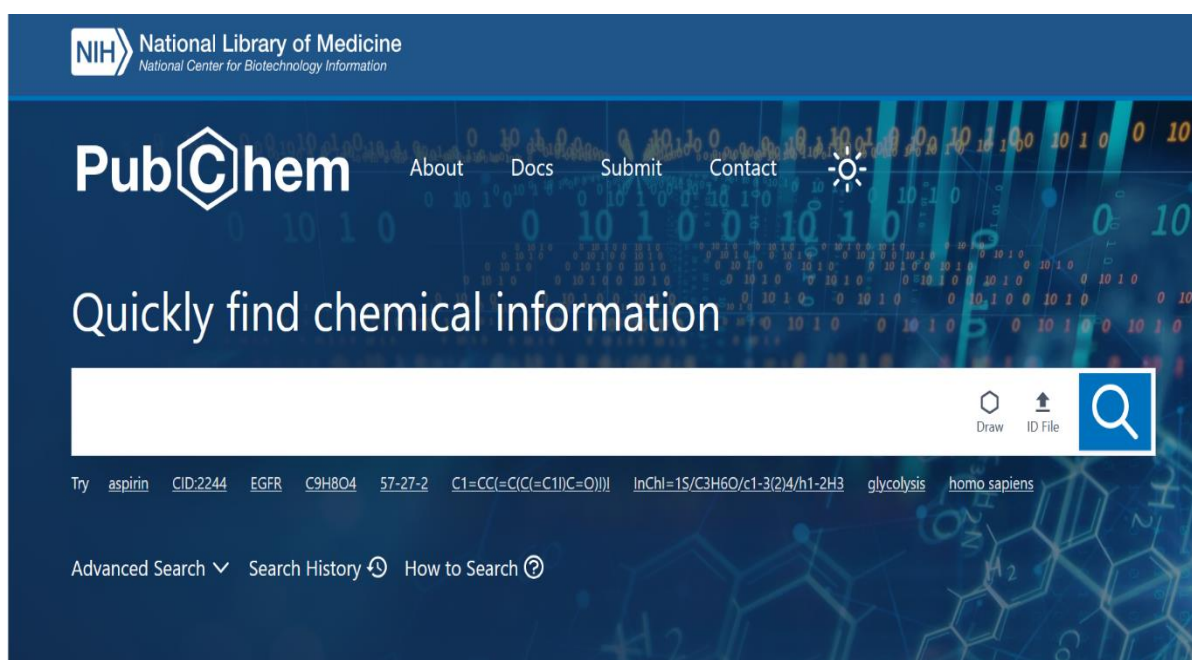 NIH National Library of Medicine
National Center for Biotechnology Information
PubChem About Docs Submit Contact
Quickly find chemical information
Draw ID File
Try aspirin CID:2244 EGFR C9H8O4 57-27-2 C1=CC(=C(C(=C1I)C=O)I)I InChI=1S/C3H6O/c1-3(2)4/h1-2H3 glycolysis homo sapiens
Advanced Search Search History How to Search